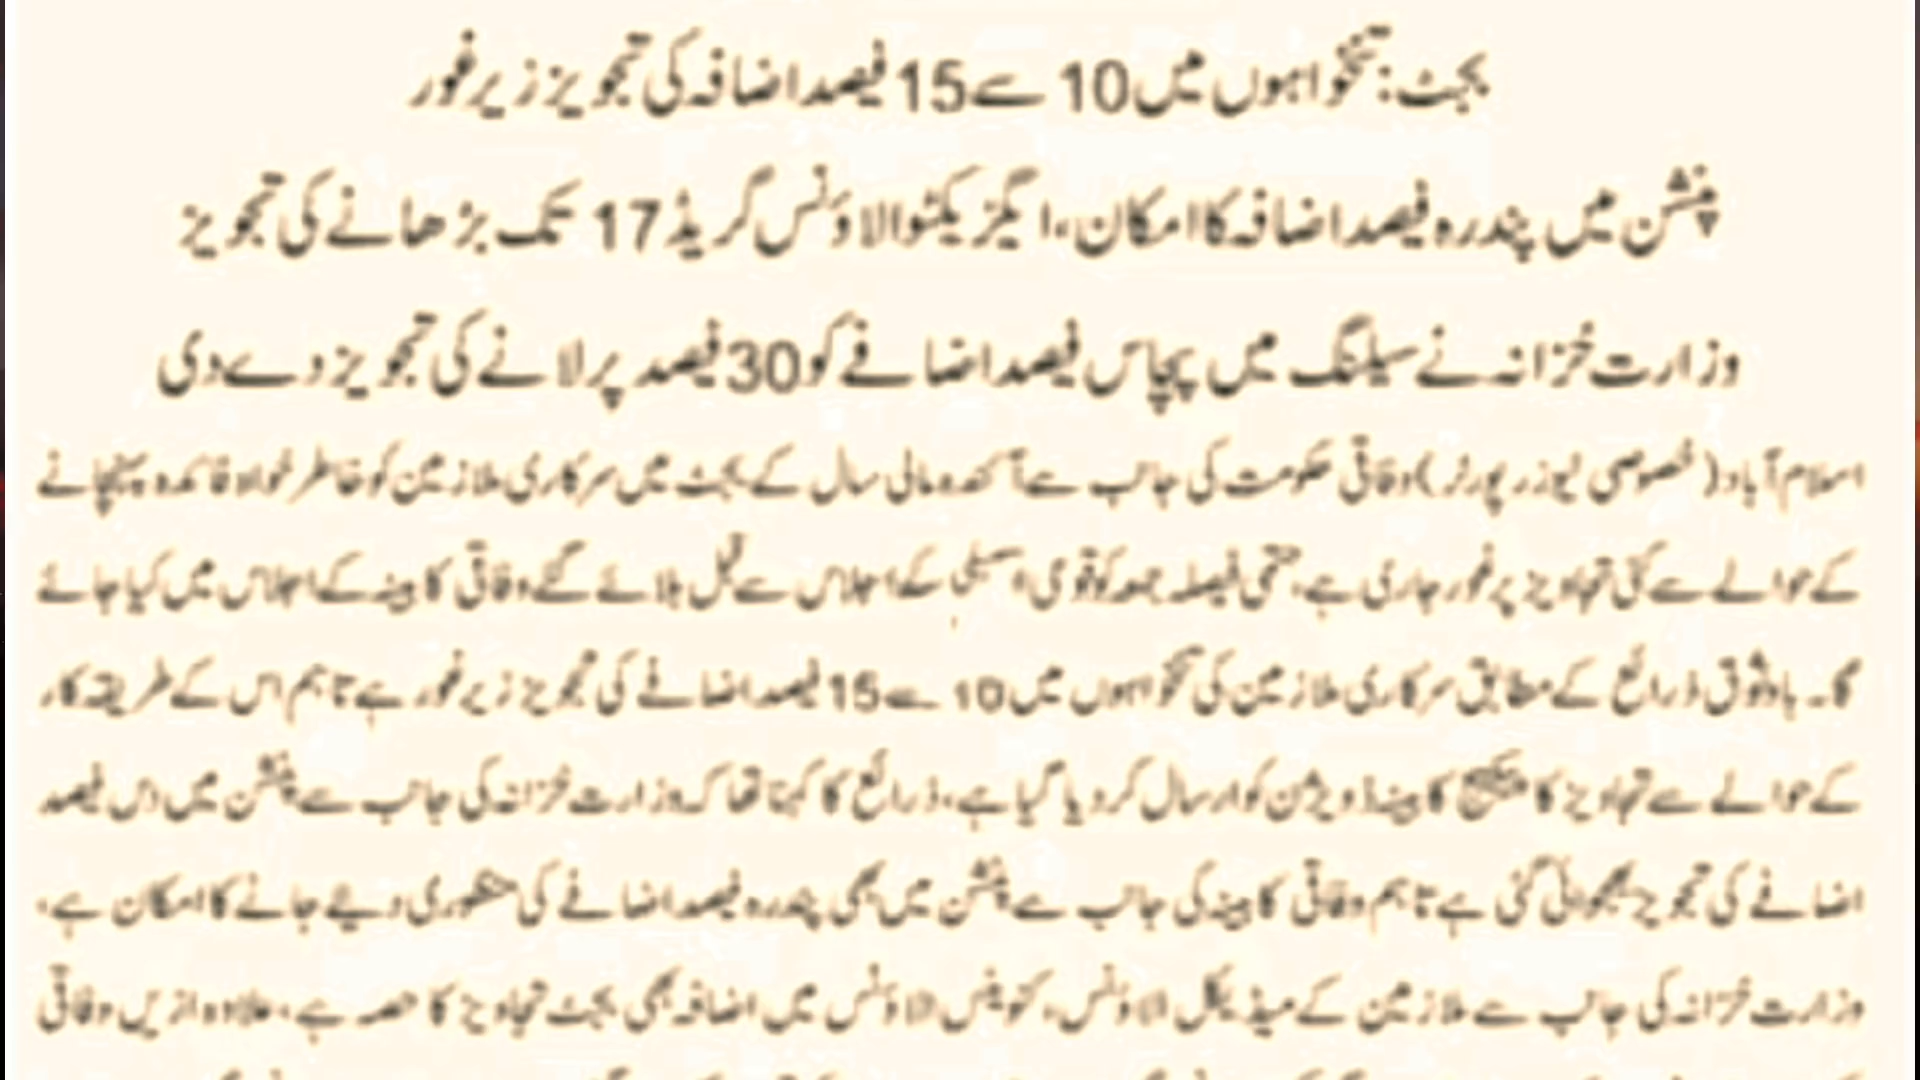 بجٹ: تنخواہوں میں 10 سے 15 فیصد اضافہ کی تجویز زیر غور
پنشن میں پندرہ فیصد اضافہ کا امکان، ایگزیکٹو الاؤنس گریڈ 17 تک بڑھانے کی تجویز
وزارت خزانہ نے سیلنگ میں پچاس فیصد اضافے کو 30 فیصد پر لانے کی تجویز دے دی
اسلام آباد (خصوصی نیوز رپورٹر) وفاقی حکومت کی جانب سے آئندہ مالی سال کے بجٹ میں سرکاری ملازمین کو خاطر خواہ فائدہ پہنچانے
کے حوالے سے کئی تجاویز پر غور جاری ہے، حتمی فیصلہ جمعہ کو قومی اسمبلی کے اجلاس سے قبل بلائے گئے وفاقی کابینہ کے اجلاس میں کیا جائے
گا۔ باوثوق ذرائع کے مطابق سرکاری ملازمین کی تنخواہوں میں 10 سے 15 فیصد اضافے کی تجویز زیر غور ہے تاہم اس کے طریقہ کار
کے حوالے سے تجاویز کا پیکیج کابینہ ڈویژن کو ارسال کر دیا گیا ہے، ذرائع کا کہنا تھا کہ وزارت خزانہ کی جانب سے پنشن میں دس فیصد
اضافے کی تجویز بھجوائی گئی ہے تاہم وفاقی کابینہ کی جانب سے پنشن میں بھی پندرہ فیصد اضافے کی منظوری دیئے جانے کا امکان ہے،
وزارت خزانہ کی جانب سے ملازمین کے میڈیکل الاؤنس، کنوینس الاؤنس میں اضافہ بھی بجٹ تجاویز کا حصہ ہے، علاوہ ازیں وفاقی